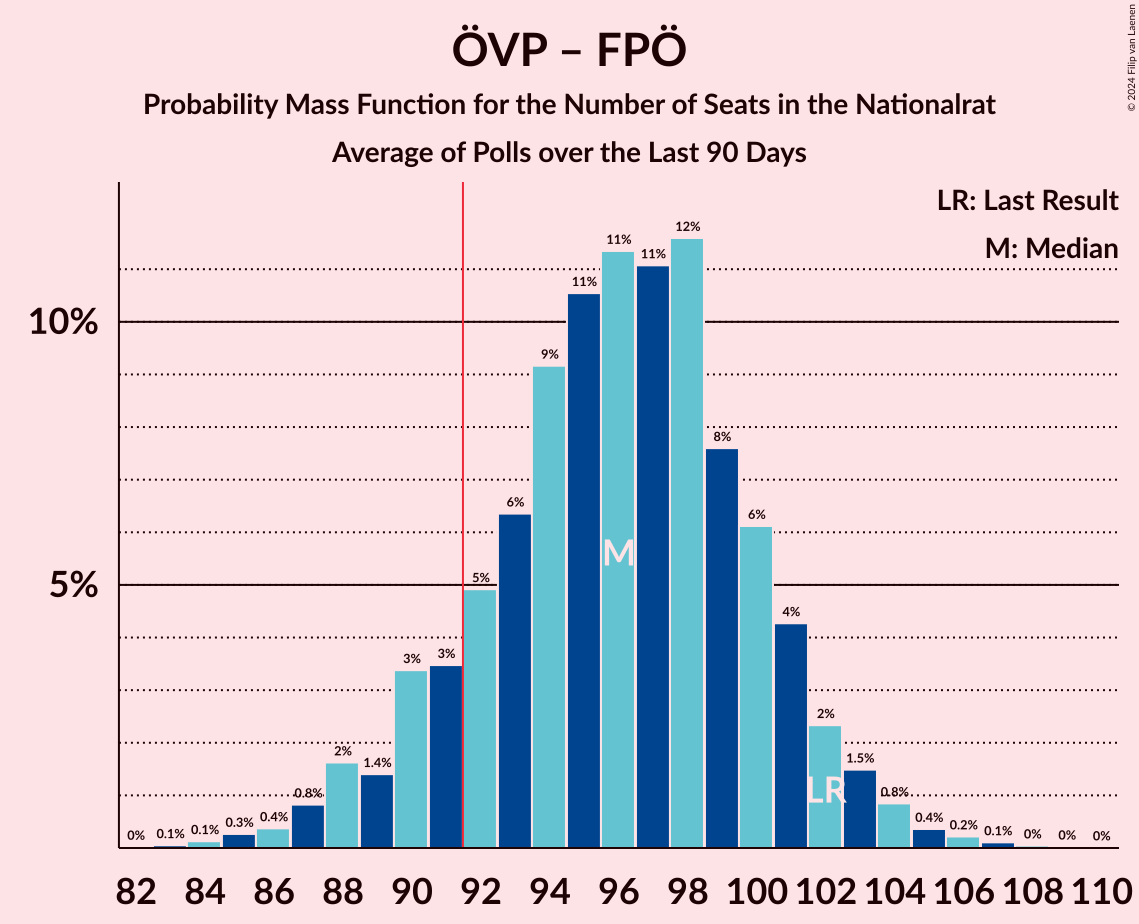 ÖVP – FPÖ
Probability Mass Function for the Number of Seats in the Nationalrat
Average of Polls over the Last 90 Days
© 2024 Filip van Laenen
LR: Last Result
M: Median
10%
5%
0% 0.1% 0.1% 0.3% 0.4% 0.8% 2% 1.4% 3% 3% 5% 6% 9% 11% 11% 11% 12% 8% 6% 4% 2% 1.5% 0.8% 0.4% 0.2% 0.1% 0% 0% 0%
M
LR
82 84 86 88 90 92 94 96 98 100 102 104 106 108 110